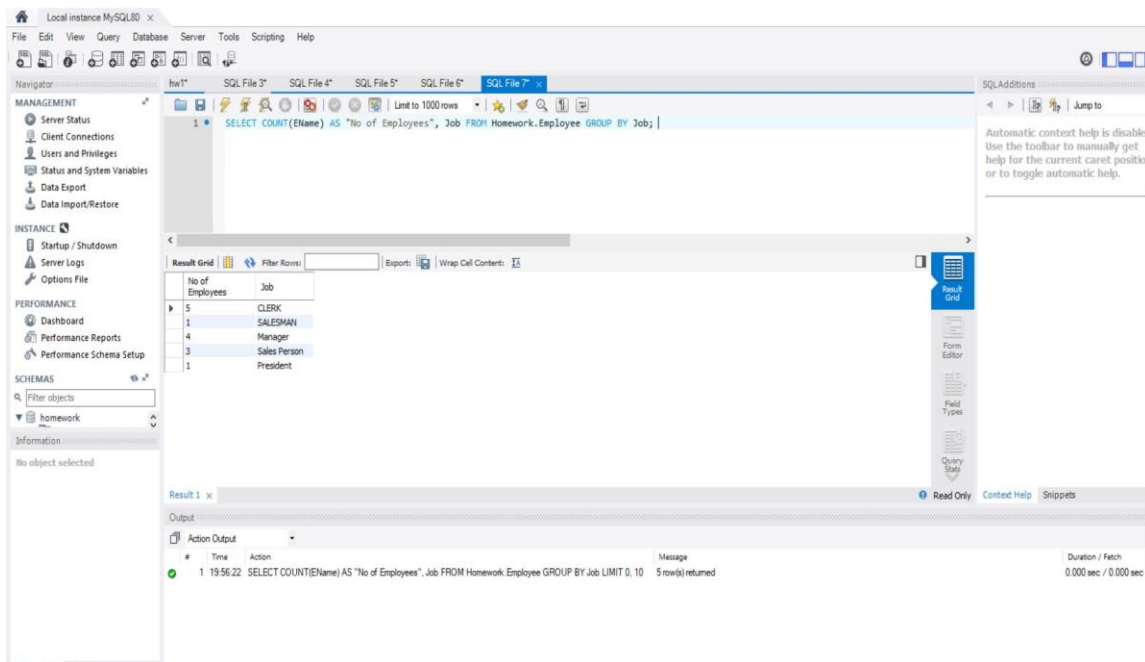 Local instance MySQL80 ×
File Edit View Query Database Server Tools Scripting Help
Navigator
MANAGEMENT
Server Status
Client Connections
Users and Privileges
Status and System Variables
Data Export
Data Import/Restore
INSTANCE
Startup / Shutdown
Server Logs
Options File
PERFORMANCE
Dashboard
Performance Reports
Performance Schema Setup
SCHEMAS
Filter objects
homework
Information
No object selected
hw1* SQL File 3* SQL File 4* SQL File 5* SQL File 6* SQL File 7* ×
Limit to 1000 rows
1 SELECT COUNT(EName) AS "No of Employees", Job FROM Homework.Employee GROUP BY Job;
Result Grid Filter Rows: Export: Wrap Cell Content:
No of Employees Job
5 CLERK
1 SALESMAN
4 Manager
3 Sales Person
1 President
Result Grid
Form Editor
Field Types
Query Stats
Result 1 × Read Only
Output
Action Output
# Time Action Message Duration / Fetch
1 19:56:22 SELECT COUNT(EName) AS "No of Employees", Job FROM Homework.Employee GROUP BY Job LIMIT 0, 10 5 row(s) returned 0.000 sec / 0.000 sec
SQLAdditions
Jump to
Automatic context help is disable
Use the toolbar to manually get
help for the current caret positio
or to toggle automatic help.
Context Help Snippets